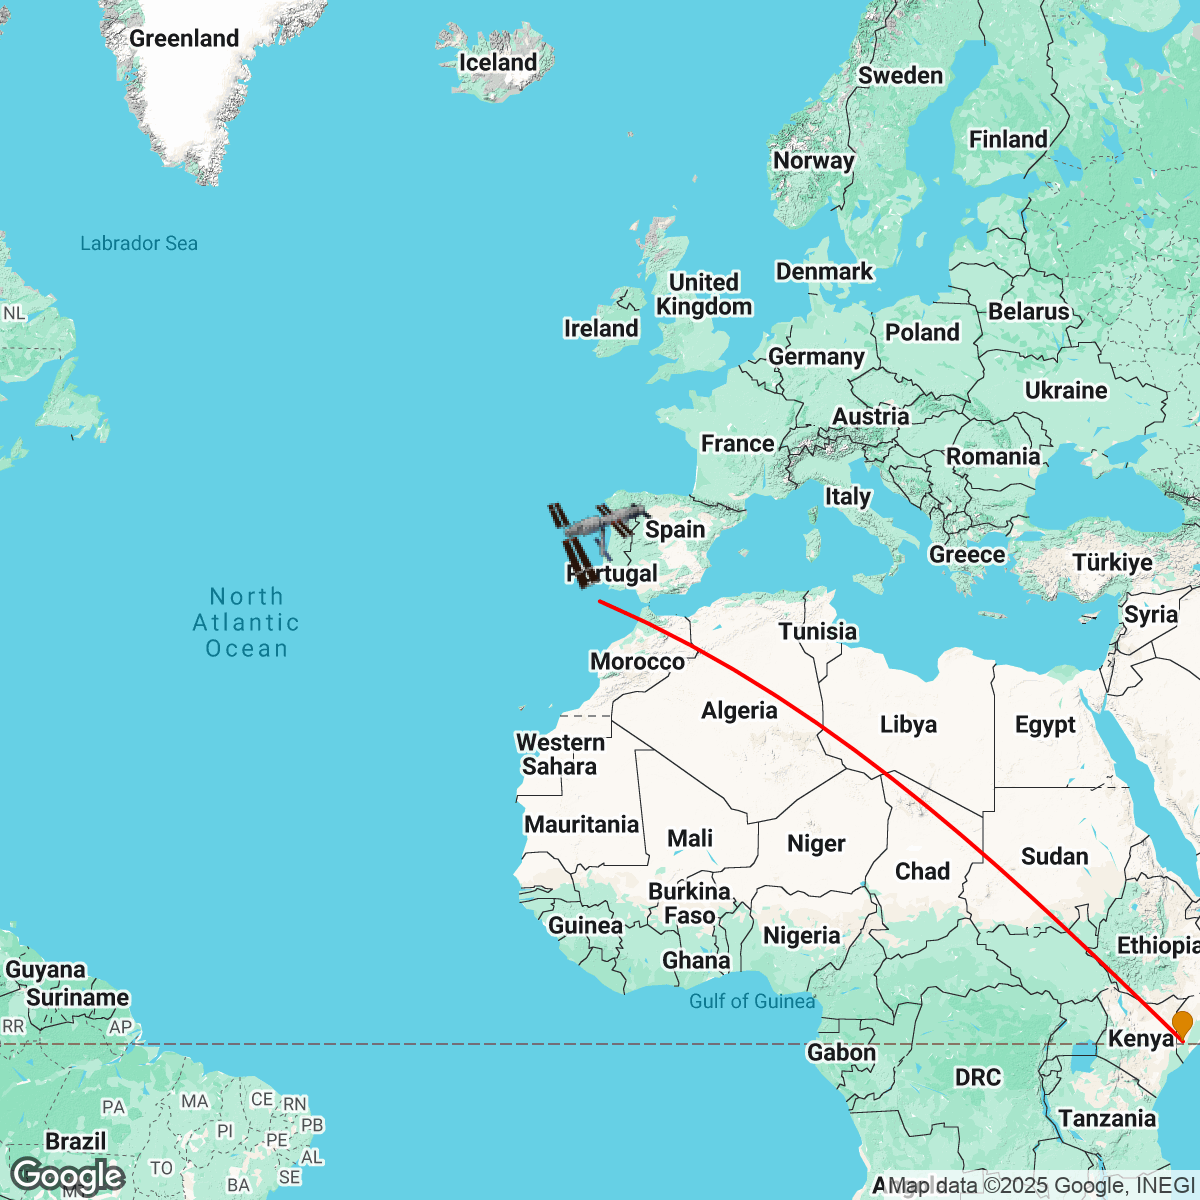 Greenland
Iceland
Sweden
Finland
Norway
Labrador Sea
Denmark
United
Kingdom
NL
Belarus
Ireland
Poland
Germany
Ukraine
Austria
France
Romania
Italy
Spain
Greece
Türkiye
Portugal
North
Atlantic
Ocean
Syria
Tunisia
Morocco
Algeria
Libya
Egypt
Western
Sahara
Mauritania
Mali
Niger
Sudan
Chad
Burkina
Faso
Guinea
Nigeria
Ethiopia
Ghana
Guyana
Suriname
Gulf of Guinea
RR
AP
Kenya
Gabon
DRC
PA
MA
CE
RN
Tanzania
PB
PI
PE
Brazil
AL
TO
SE
BA
Google
Map data ©2025 Google, INEGI